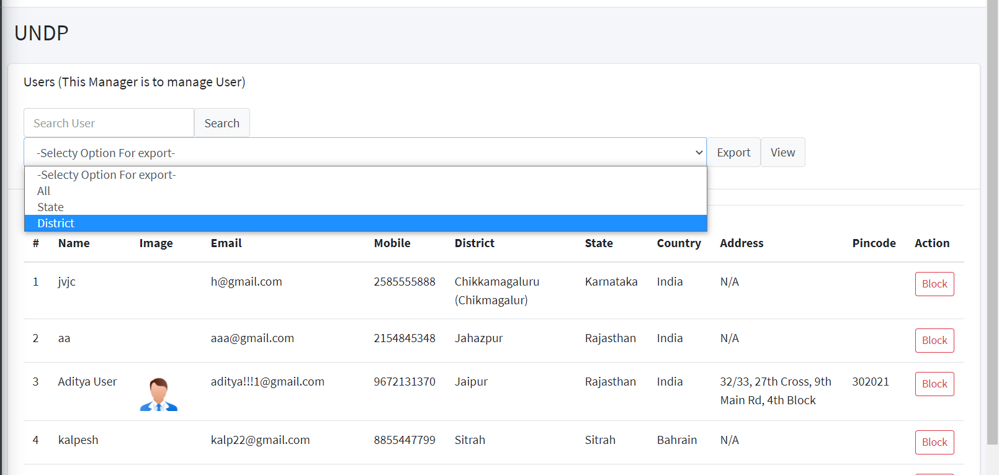 UNDP
Users (This Manager is to manage User)
Search User Search
-Selecty Option For export- Export View
-Selecty Option For export-
All
State
District
# Name Image Email Mobile District State Country Address Pincode Action
1 jvjc h@gmail.com 2585555888 Chikkamagaluru Karnataka India N/A Block
(Chikmagalur)
2 aa aaa@gmail.com 2154845348 Jahazpur Rajasthan India N/A Block
3 Aditya User aditya!!!1@gmail.com 9672131370 Jaipur Rajasthan India 32/33, 27th Cross, 9th 302021 Block
Main Rd, 4th Block
4 kalpesh kalp22@gmail.com 8855447799 Sitrah Sitrah Bahrain N/A Block